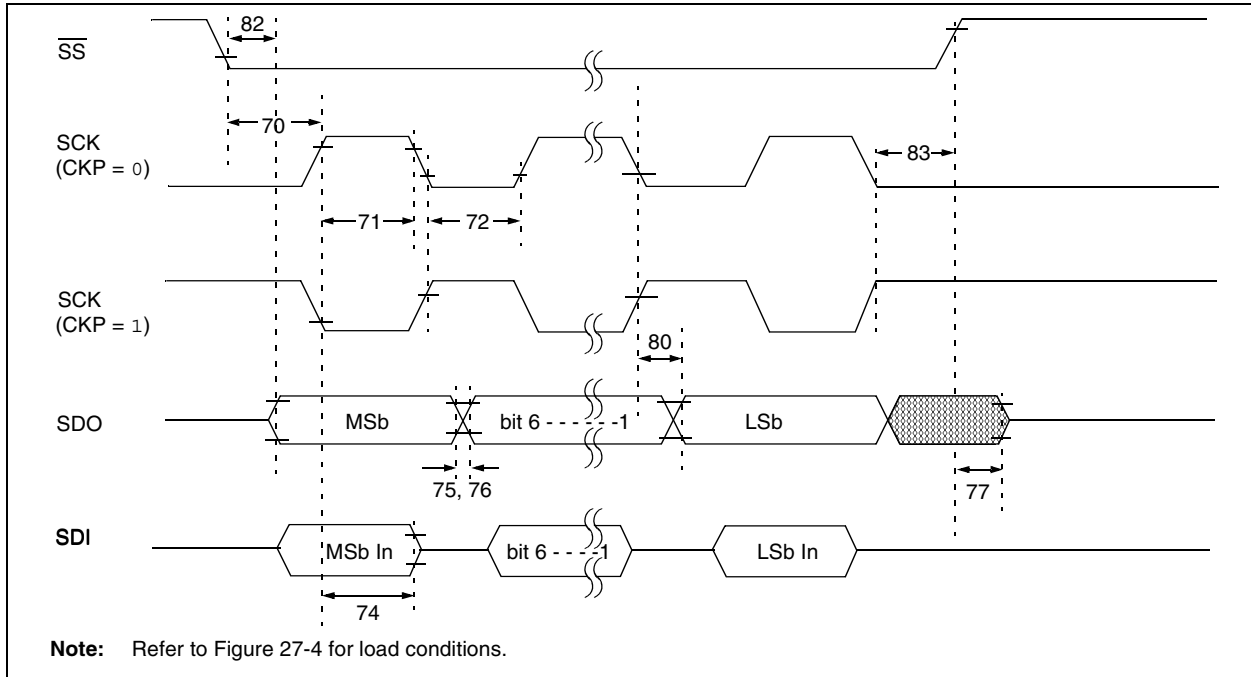 82
SS
70
SCK
(CKP = 0)
83
71
72
SCK
(CKP = 1)
80
SDO
MSb
bit 6 - - - - - -1
LSb
75, 76
77
SDI
MSb In
bit 6 - - - -1
LSb In
74
Note: Refer to Figure 27-4 for load conditions.